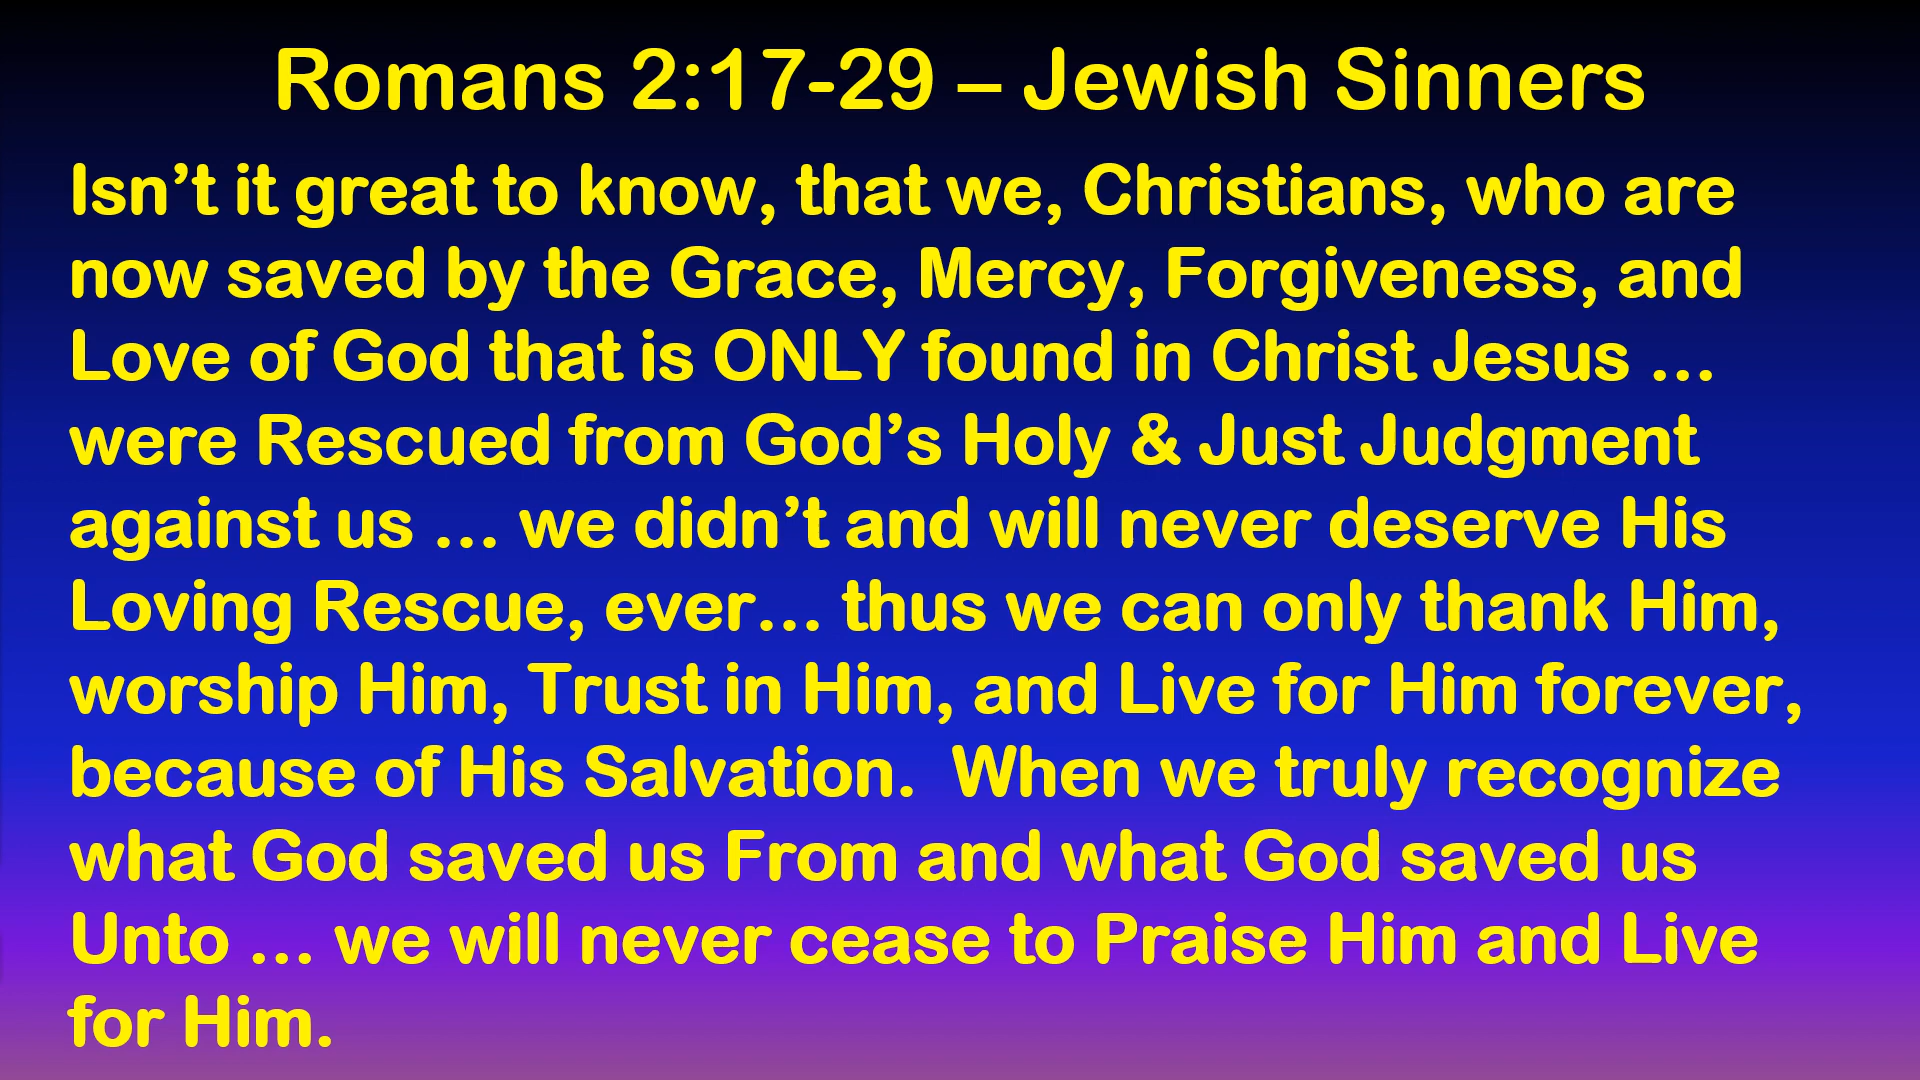 Romans 2:17-29 – Jewish Sinners
Isn’t it great to know, that we, Christians, who are
now saved by the Grace, Mercy, Forgiveness, and
Love of God that is ONLY found in Christ Jesus …
were Rescued from God’s Holy & Just Judgment
against us … we didn’t and will never deserve His
Loving Rescue, ever… thus we can only thank Him,
worship Him, Trust in Him, and Live for Him forever,
because of His Salvation.  When we truly recognize
what God saved us From and what God saved us
Unto … we will never cease to Praise Him and Live
for Him.